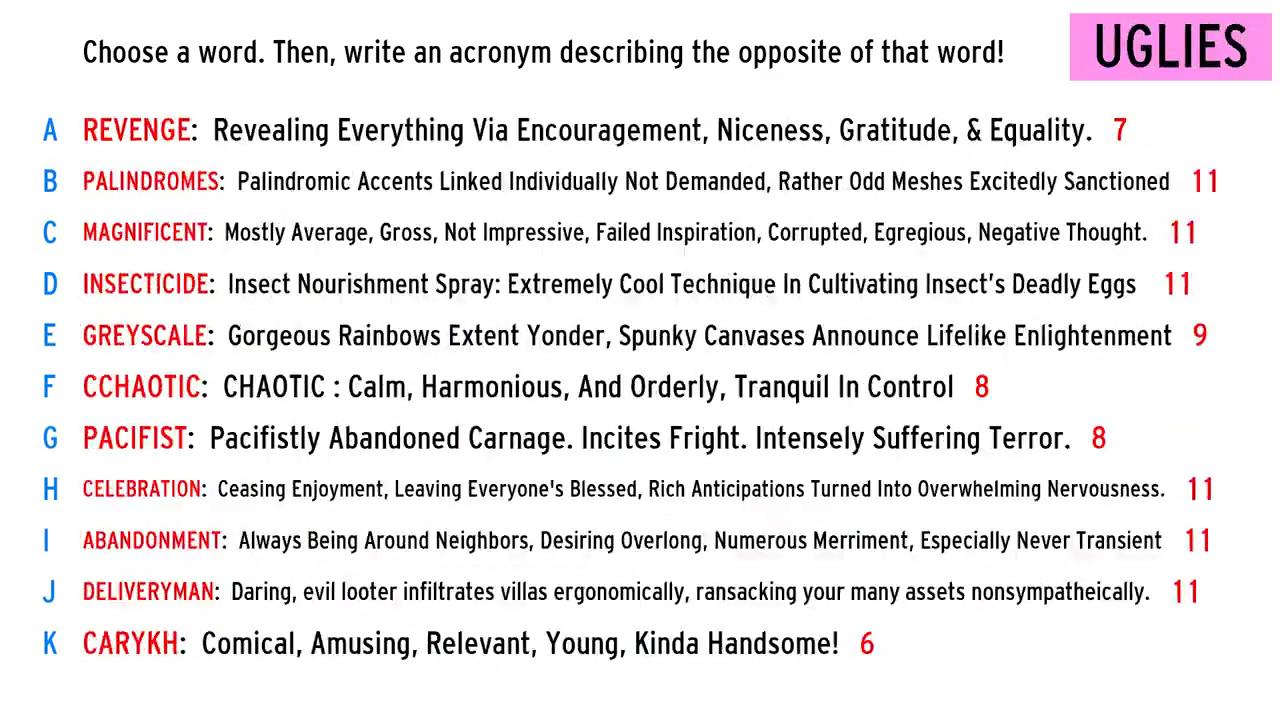 Choose a word. Then, write an acronym describing the opposite of that word!
UGLIES
A REVENGE: Revealing Everything Via Encouragement, Niceness, Gratitude, & Equality. 7
B PALINDROMES: Palindromic Accents Linked Individually Not Demanded, Rather Odd Meshes Excitedly Sanctioned 11
C MAGNIFICENT: Mostly Average, Gross, Not Impressive, Failed Inspiration, Corrupted, Egregious, Negative Thought. 11
D INSECTICIDE: Insect Nourishment Spray: Extremely Cool Technique In Cultivating Insect's Deadly Eggs 11
E GREYSCALE: Gorgeous Rainbows Extent Yonder, Spunky Canvases Announce Lifelike Enlightenment 9
F CCHAOTIC: CHAOTIC : Calm, Harmonious, And Orderly, Tranquil In Control 8
G PACIFIST: Pacifistly Abandoned Carnage. Incites Fright. Intensely Suffering Terror. 8
H CELEBRATION: Ceasing Enjoyment, Leaving Everyone's Blessed, Rich Anticipations Turned Into Overwhelming Nervousness. 11
I ABANDONMENT: Always Being Around Neighbors, Desiring Overlong, Numerous Merriment, Especially Never Transient 11
J DELIVERYMAN: Daring, evil looter infiltrates villas ergonomically, ransacking your many assets nonsympatheically. 11
K CARYKH: Comical, Amusing, Relevant, Young, Kinda Handsome! 6